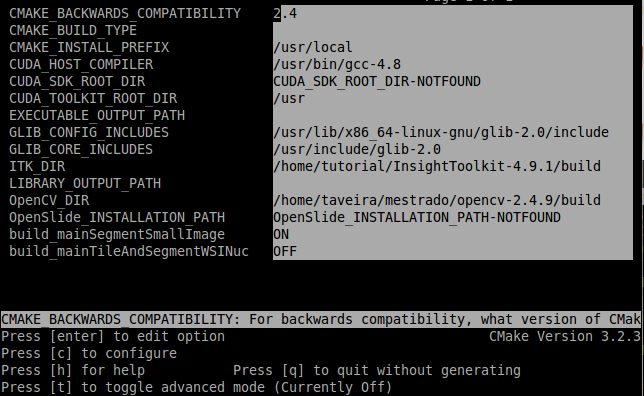 CMAKE_BACKWARDS_COMPATIBILITY 2.4
CMAKE_BUILD_TYPE
CMAKE_INSTALL_PREFIX /usr/local
CUDA_HOST_COMPILER /usr/bin/gcc-4.8
CUDA_SDK_ROOT_DIR CUDA_SDK_ROOT_DIR-NOTFOUND
CUDA_TOOLKIT_ROOT_DIR /usr
EXECUTABLE_OUTPUT_PATH
GLIB_CONFIG_INCLUDES /usr/lib/x86_64-linux-gnu/glib-2.0/include
GLIB_CORE_INCLUDES /usr/include/glib-2.0
ITK_DIR /home/tutorial/InsightToolkit-4.9.1/build
LIBRARY_OUTPUT_PATH
OpenCV_DIR /home/taveira/mestrado/opencv-2.4.9/build
OpenSlide_INSTALLATION_PATH OpenSlide_INSTALLATION_PATH-NOTFOUND
build_mainSegmentSmallImage ON
build_mainTileAndSegmentWSINuc OFF
CMAKE_BACKWARDS_COMPATIBILITY: For backwards compatibility, what version of CMak
Press [enter] to edit option CMake Version 3.2.3
Press [c] to configure
Press [h] for help Press [q] to quit without generating
Press [t] to toggle advanced mode (Currently Off)